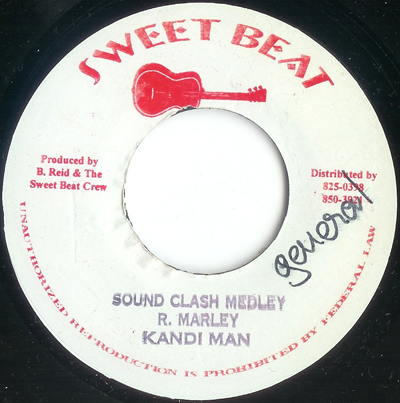 SWEET BEAT
Produced by
B. Reid & The
Sweet Beat Crew
Distributed by
825-0398
850-3921
general
SOUND CLASH MEDLEY
R. MARLEY
KANDI MAN
UNAUTHORIZED REPRODUCTION IS PROHIBITED BY FEDERAL LAW